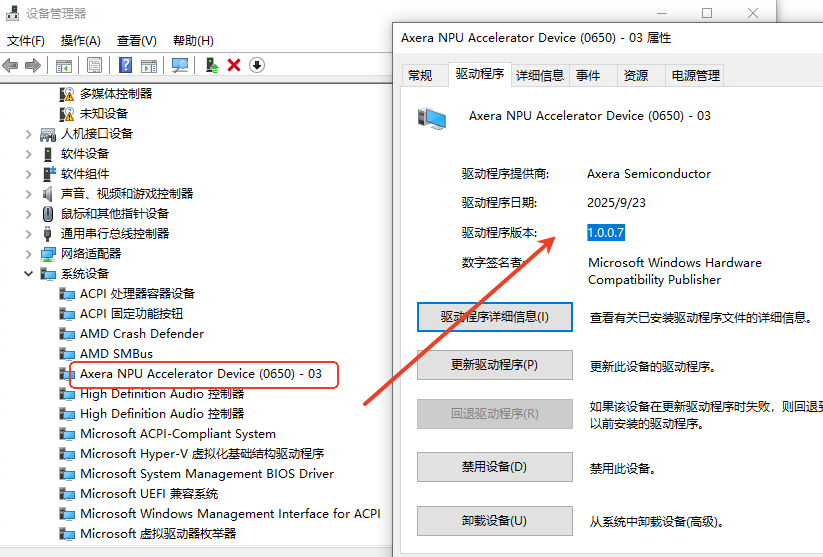 设备管理器
文件(F) 操作(A) 查看(V) 帮助(H)
多媒体控制器
未知设备
人机接口设备
软件设备
软件组件
声音、视频和游戏控制器
鼠标和其他指针设备
通用串行总线控制器
网络适配器
系统设备
ACPI 处理器容器设备
ACPI 固定功能按钮
AMD Crash Defender
AMD SMBus
Axera NPU Accelerator Device (0650) - 03
High Definition Audio 控制器
High Definition Audio 控制器
Microsoft ACPI-Compliant System
Microsoft Hyper-V 虚拟化基础结构驱动程序
Microsoft System Management BIOS Driver
Microsoft UEFI 兼容系统
Microsoft Windows Management Interface for ACPI
Microsoft 虚拟驱动器枚举器
Axera NPU Accelerator Device (0650) - 03 属性
常规 驱动程序 详细信息 事件 资源 电源管理
Axera NPU Accelerator Device (0650) - 03
驱动程序提供商: Axera Semiconductor
驱动程序日期: 2025/9/23
驱动程序版本: 1.0.0.7
数字签名者: Microsoft Windows Hardware
Compatibility Publisher
驱动程序详细信息(I) 查看有关已安装驱动程序文件的详细信息。
更新驱动程序(P) 更新此设备的驱动程序。
回退驱动程序(R) 如果该设备在更新驱动程序时失败，则回退到
以前安装的驱动程序。
禁用设备(D) 禁用此设备。
卸载设备(U) 从系统中卸载设备(高级)。